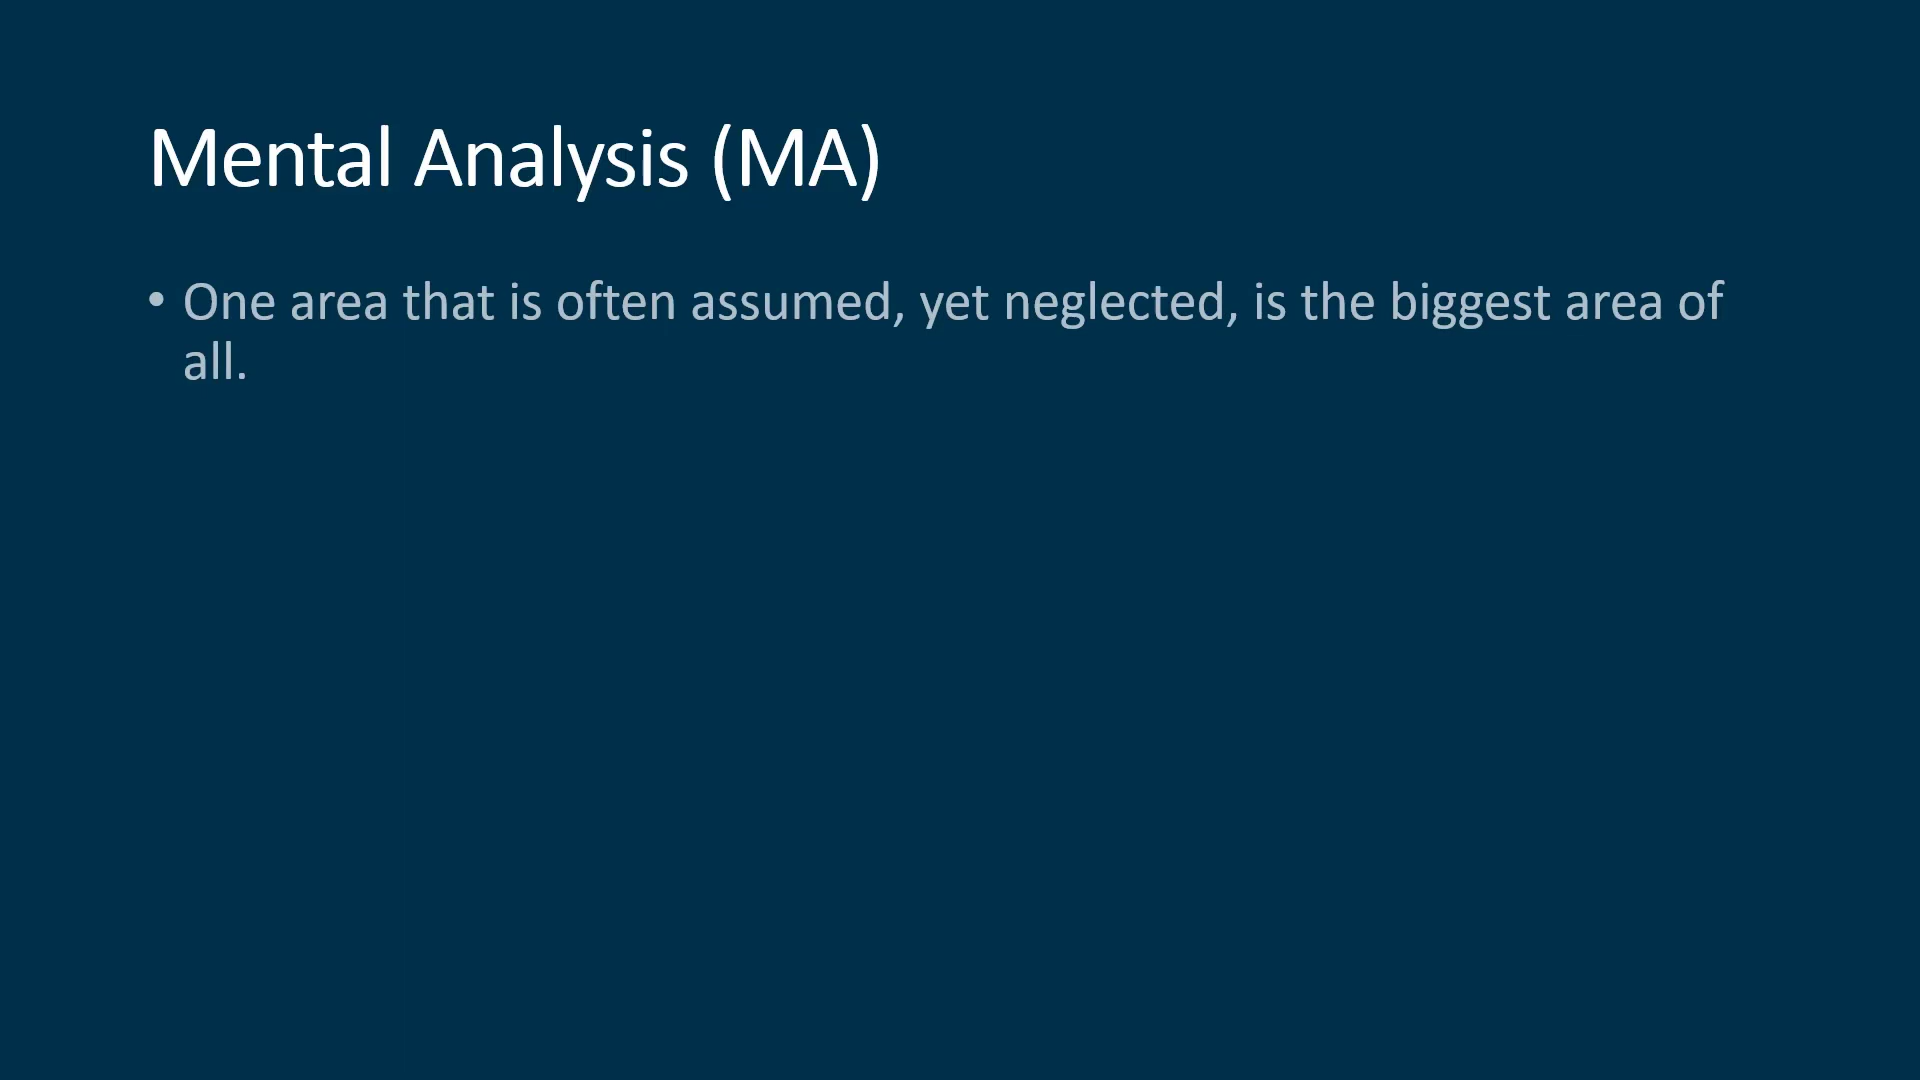 Mental Analysis (MA)
• One area that is often assumed, yet neglected, is the biggest area of
all.